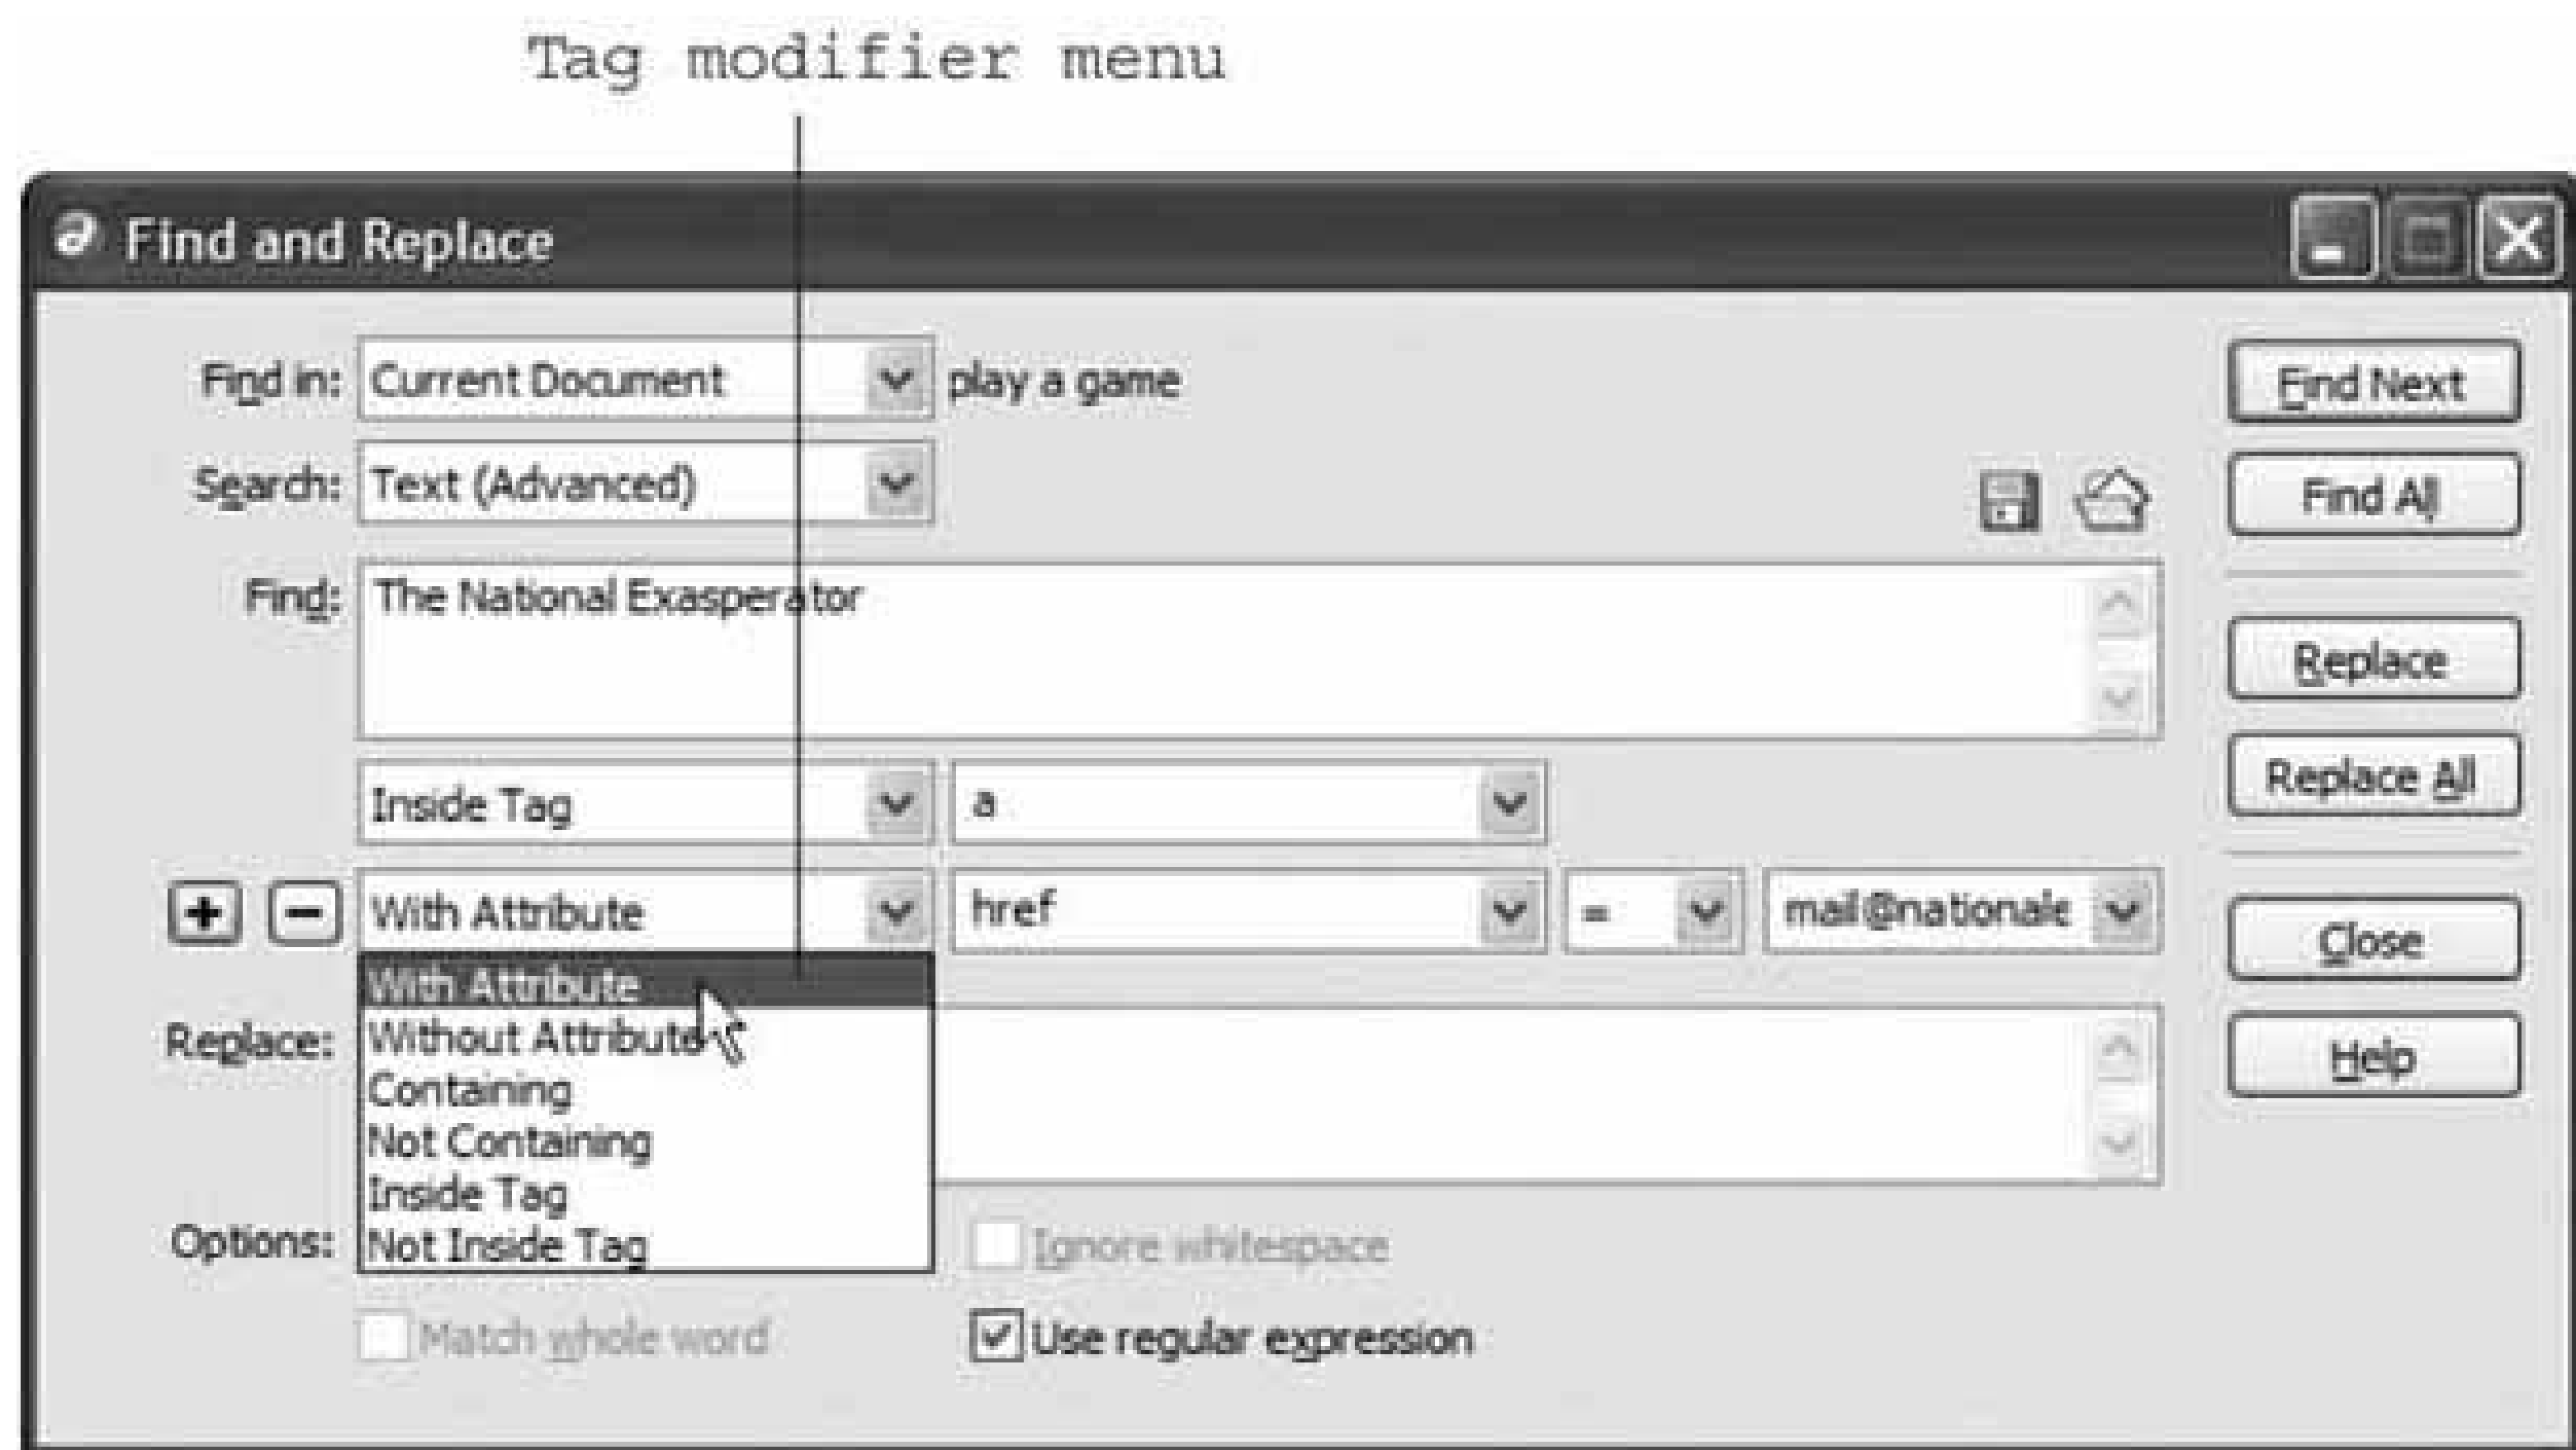 Tag modifier menu
Find and Replace
Find in: Current Document play a game Find Next
Search: Text (Advanced) Find All
Find: The National Exasperator
Replace
Inside Tag a Replace All
With Attribute href = mail@nationale
Close
With Attribute
Replace: Without Attribute Help
Containing
Not Containing
Inside Tag
Options: Not Inside Tag Ignore whitespace
Match whole word Use regular expression